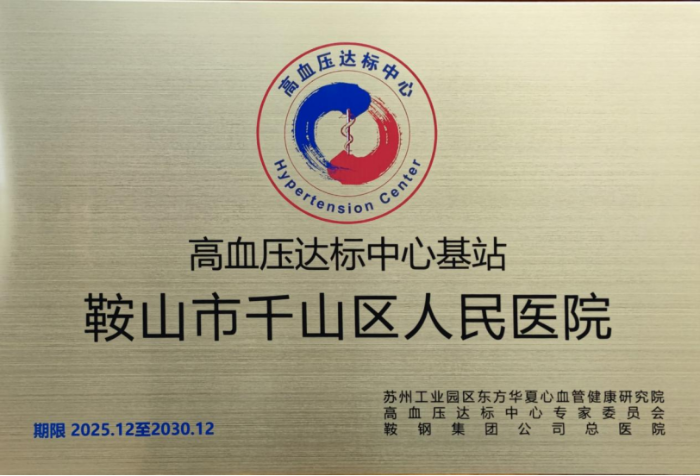 高血压达标中心
Hypertension Center
高血压达标中心基站
鞍山市千山区人民医院
苏州工业园区东方华夏心血管健康研究院
高血压达标中心专家委员会
鞍钢集团公司总医院
期限 2025.12至2030.12